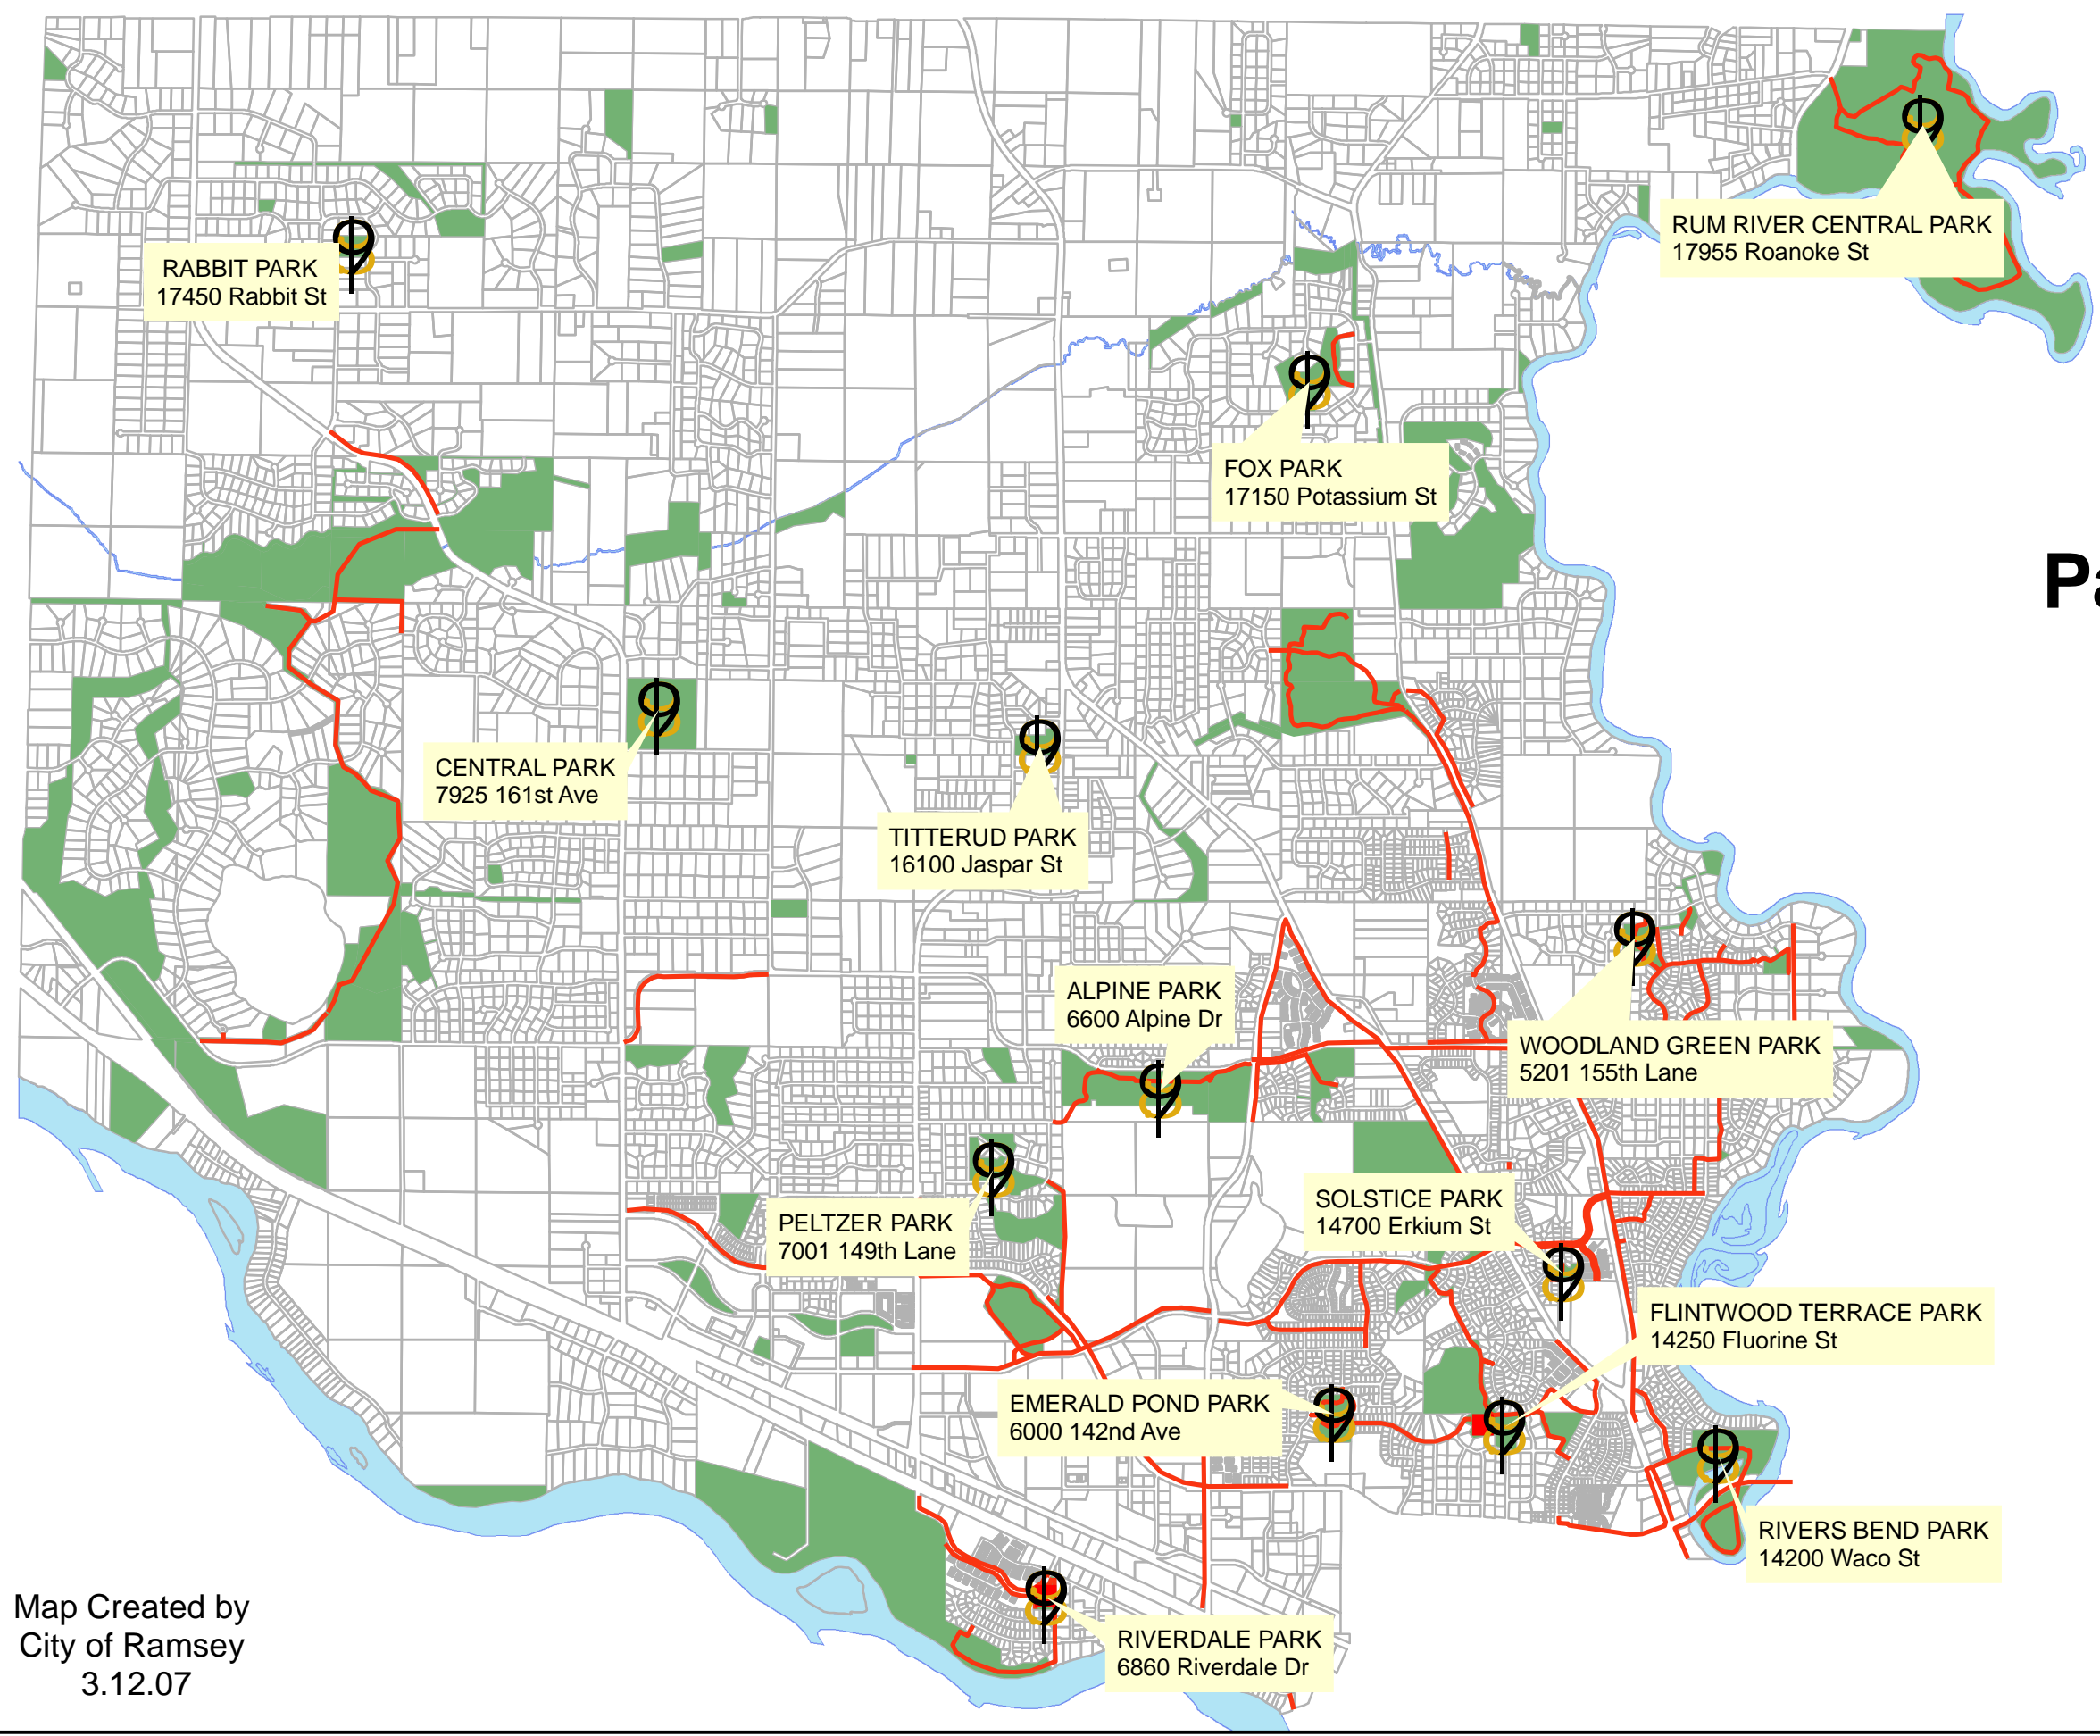 RUM RIVER CENTRAL PARK
17955 Roanoke St
RABBIT PARK
17450 Rabbit St
FOX PARK
17150 Potassium St
Pa
CENTRAL PARK
7925 161st Ave
TITTERUD PARK
16100 Jaspar St
ALPINE PARK
6600 Alpine Dr
WOODLAND GREEN PARK
5201 155th Lane
PELTZER PARK
7001 149th Lane
SOLSTICE PARK
14700 Erkium St
FLINTWOOD TERRACE PARK
14250 Fluorine St
EMERALD POND PARK
6000 142nd Ave
RIVERS BEND PARK
14200 Waco St
RIVERDALE PARK
6860 Riverdale Dr
Map Created by
City of Ramsey
3.12.07